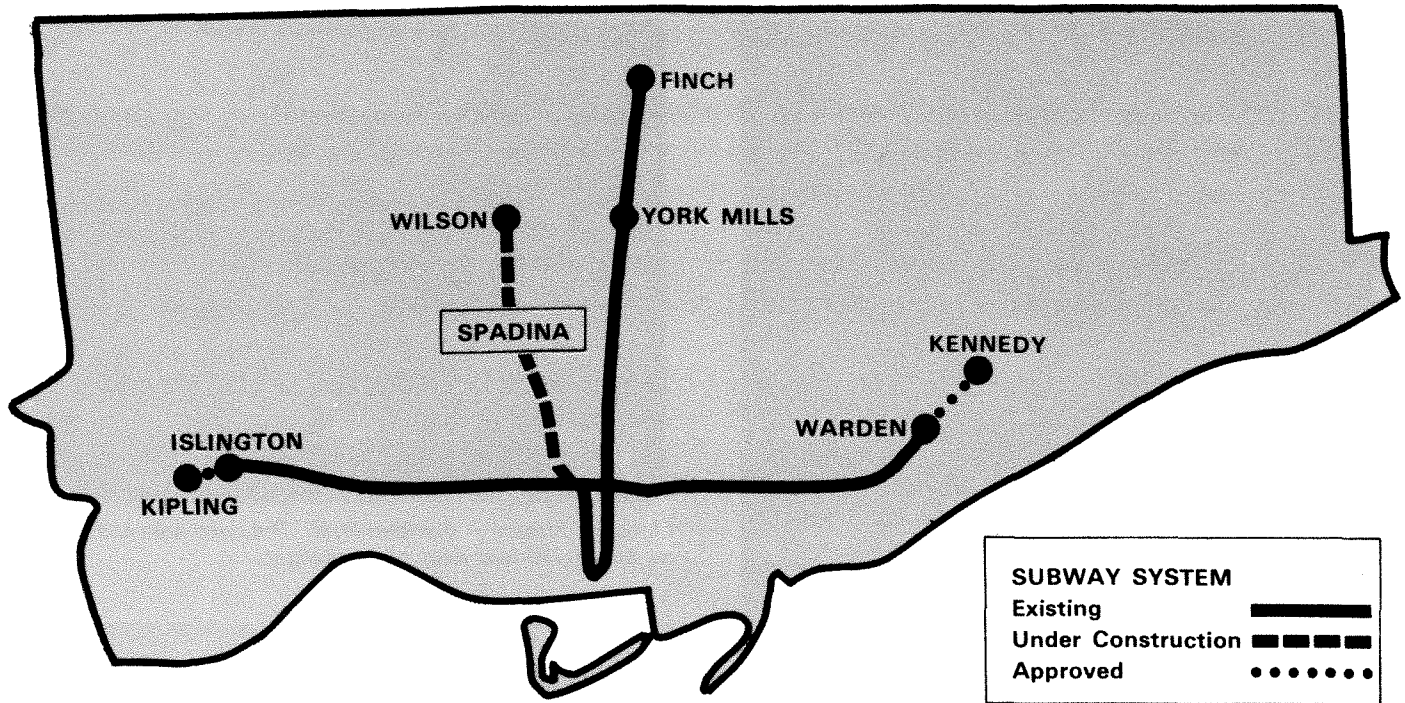 FINCH
WILSON
YORK MILLS
SPADINA
KENNEDY
WARDEN
ISLINGTON
KIPLING
SUBWAY SYSTEM
Existing
Under Construction
Approved